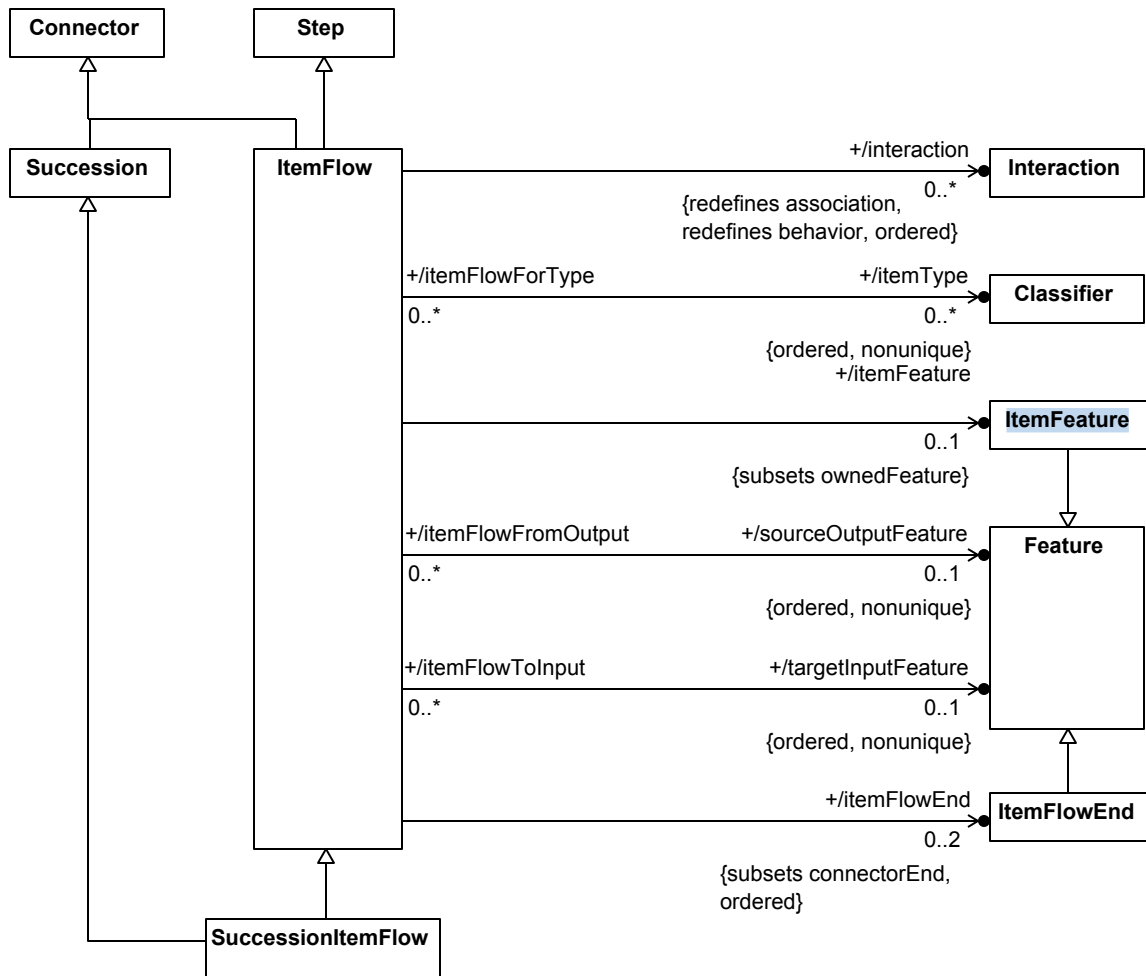 Connector
Step
Succession
ItemFlow
+/interaction
Interaction
0..*
{redefines association,
redefines behavior, ordered}
+/itemFlowForType
+/itemType
Classifier
0..*
0..*
{ordered, nonunique}
+/itemFeature
ItemFeature
0..1
{subsets ownedFeature}
+/itemFlowFromOutput
+/sourceOutputFeature
Feature
0..*
0..1
{ordered, nonunique}
+/itemFlowToInput
+/targetInputFeature
0..*
0..1
{ordered, nonunique}
+/itemFlowEnd
ItemFlowEnd
0..2
{subsets connectorEnd,
ordered}
SuccessionItemFlow